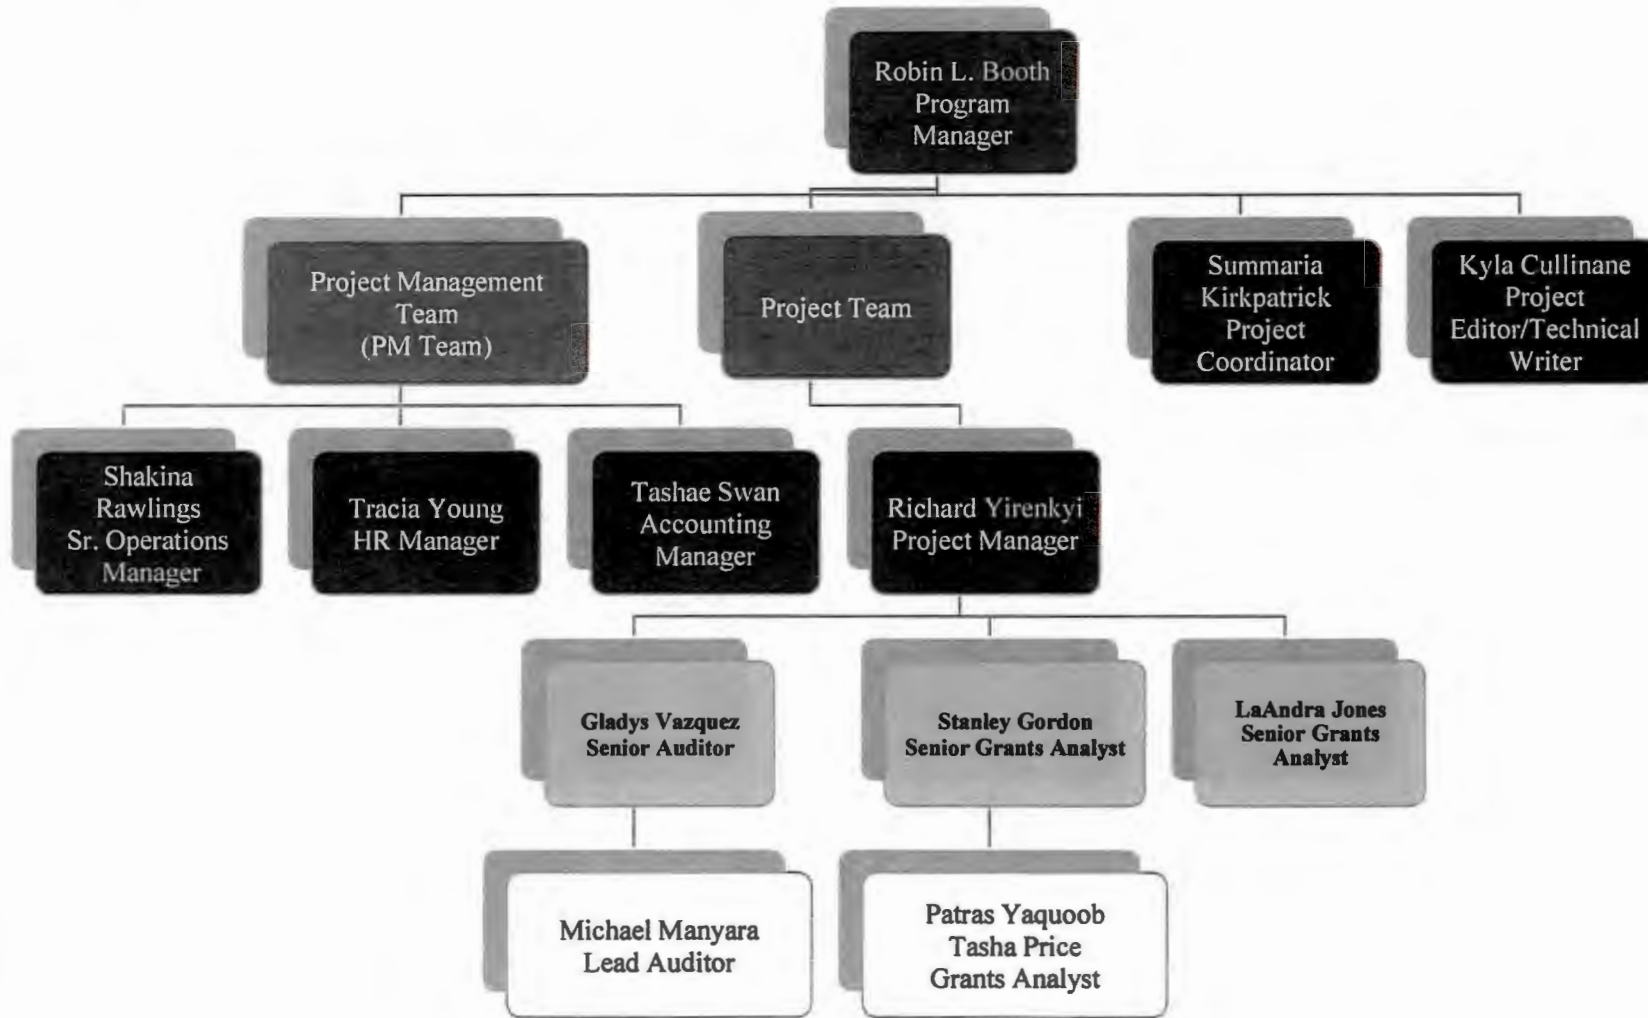 Robin L. Booth
Program
Manager
Project Management
Team
(PM Team)
Project Team
Summaria
Kirkpatrick
Project
Coordinator
Kyla Cullinane
Project
Editor/Technical
Writer
Shakina
Rawlings
Sr. Operations
Manager
Tracia Young
HR Manager
Tashae Swan
Accounting
Manager
Richard Yirenkyi
Project Manager
Gladys Vazquez
Senior Auditor
Stanley Gordon
Senior Grants Analyst
LaAndra Jones
Senior Grants
Analyst
Michael Manyara
Lead Auditor
Patras Yaquoob
Tasha Price
Grants Analyst